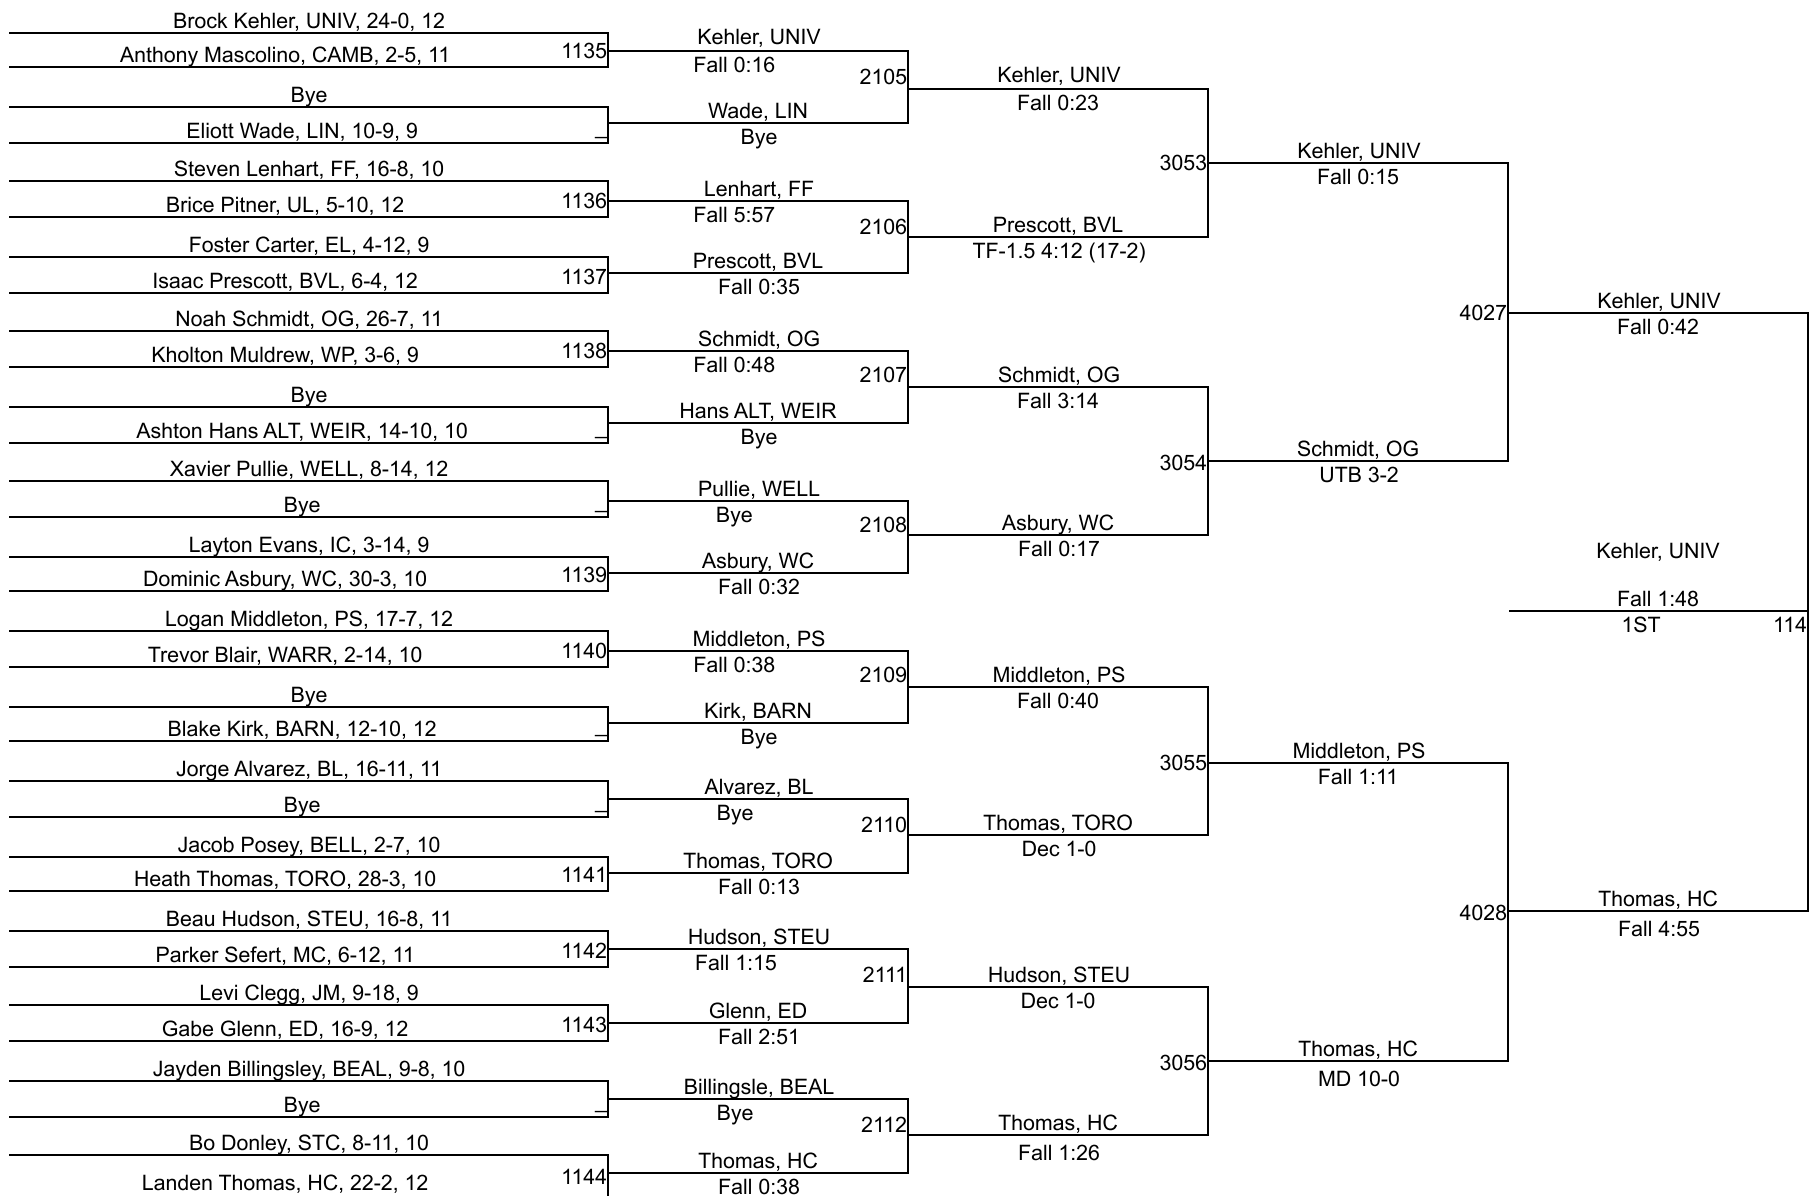 Brock Kehler, UNIV, 24-0, 12
Anthony Mascolino, CAMB, 2-5, 11
1135
Bye
Eliott Wade, LIN, 10-9, 9
Steven Lenhart, FF, 16-8, 10
Brice Pitner, UL, 5-10, 12
1136
Foster Carter, EL, 4-12, 9
Isaac Prescott, BVL, 6-4, 12
1137
Noah Schmidt, OG, 26-7, 11
Kholton Muldrew, WP, 3-6, 9
1138
Bye
Ashton Hans ALT, WEIR, 14-10, 10
Xavier Pullie, WELL, 8-14, 12
Bye
Layton Evans, IC, 3-14, 9
Dominic Asbury, WC, 30-3, 10
1139
Logan Middleton, PS, 17-7, 12
Trevor Blair, WARR, 2-14, 10
1140
Bye
Blake Kirk, BARN, 12-10, 12
Jorge Alvarez, BL, 16-11, 11
Bye
Jacob Posey, BELL, 2-7, 10
Heath Thomas, TORO, 28-3, 10
1141
Beau Hudson, STEU, 16-8, 11
Parker Sefert, MC, 6-12, 11
1142
Levi Clegg, JM, 9-18, 9
Gabe Glenn, ED, 16-9, 12
1143
Jayden Billingsley, BEAL, 9-8, 10
Bye
Bo Donley, STC, 8-11, 10
Landen Thomas, HC, 22-2, 12
1144
Kehler, UNIV
Fall 0:16
2105
Wade, LIN
Bye
Lenhart, FF
Fall 5:57
2106
Prescott, BVL
Fall 0:35
Schmidt, OG
Fall 0:48
2107
Hans ALT, WEIR
Bye
Pullie, WELL
Bye
2108
Asbury, WC
Fall 0:32
Middleton, PS
Fall 0:38
2109
Kirk, BARN
Bye
Alvarez, BL
Bye
2110
Thomas, TORO
Fall 0:13
Hudson, STEU
Fall 1:15
2111
Glenn, ED
Fall 2:51
Billingsle, BEAL
Bye
2112
Thomas, HC
Fall 0:38
Kehler, UNIV
Fall 0:23
3053
Prescott, BVL
TF-1.5 4:12 (17-2)
Schmidt, OG
Fall 3:14
3054
Asbury, WC
Fall 0:17
Middleton, PS
Fall 0:40
3055
Thomas, TORO
Dec 1-0
Hudson, STEU
Dec 1-0
3056
Thomas, HC
Fall 1:26
Kehler, UNIV
Fall 0:15
4027
Schmidt, OG
UTB 3-2
Middleton, PS
Fall 1:11
4028
Thomas, HC
MD 10-0
Kehler, UNIV
Fall 0:42
Kehler, UNIV
Fall 1:48
1ST
114
Thomas, HC
Fall 4:55